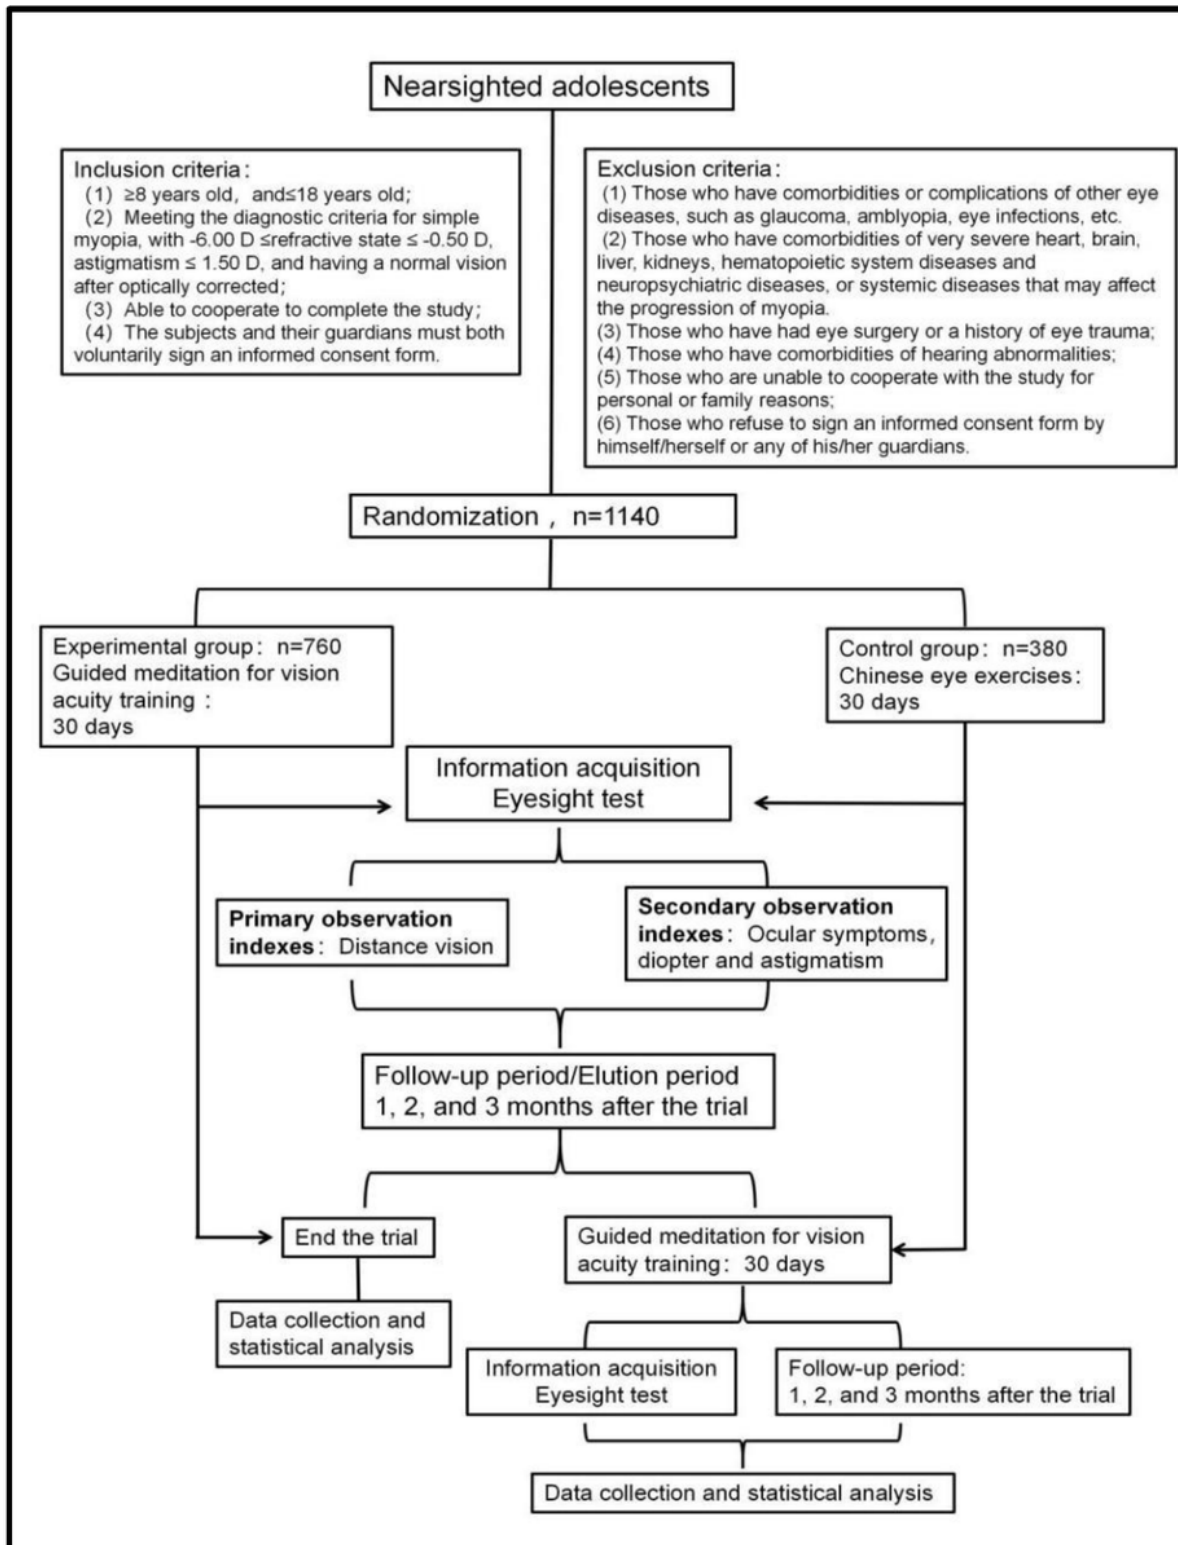 Nearsighted adolescents
Inclusion criteria:
(1) ≥8 years old, and≤18 years old;
(2) Meeting the diagnostic criteria for simple
myopia, with -6.00 D ≤refractive state ≤ -0.50 D,
astigmatism ≤ 1.50 D, and having a normal vision
after optically corrected;
(3) Able to cooperate to complete the study;
(4) The subjects and their guardians must both
voluntarily sign an informed consent form.
Exclusion criteria:
(1) Those who have comorbidities or complications of other eye
diseases, such as glaucoma, amblyopia, eye infections, etc.
(2) Those who have comorbidities of very severe heart, brain,
liver, kidneys, hematopoietic system diseases and
neuropsychiatric diseases, or systemic diseases that may affect
the progression of myopia.
(3) Those who have had eye surgery or a history of eye trauma;
(4) Those who have comorbidities of hearing abnormalities;
(5) Those who are unable to cooperate with the study for
personal or family reasons;
(6) Those who refuse to sign an informed consent form by
himself/herself or any of his/her guardians.
Randomization , n=1140
Experimental group: n=760
Guided meditation for vision
acuity training :
30 days
Control group: n=380
Chinese eye exercises:
30 days
Information acquisition
Eyesight test
Primary observation
indexes: Distance vision
Secondary observation
indexes: Ocular symptoms,
diopter and astigmatism
Follow-up period/Elution period
1, 2, and 3 months after the trial
End the trial
Guided meditation for vision
acuity training: 30 days
Data collection and
statistical analysis
Information acquisition
Eyesight test
Follow-up period:
1, 2, and 3 months after the trial
Data collection and statistical analysis